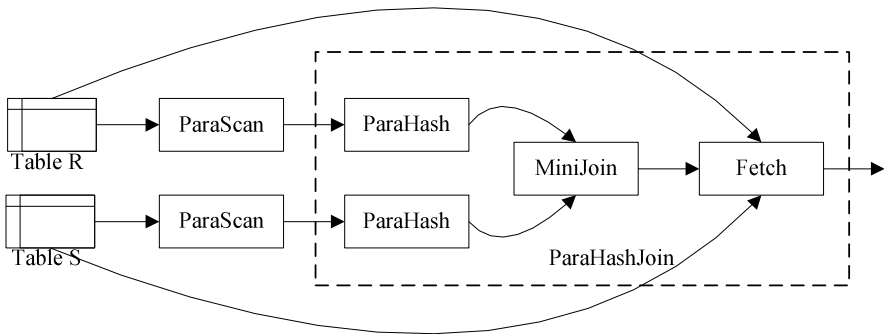 ParaScan
ParaHash
Table R
MiniJoin
Fetch
ParaScan
ParaHash
Table S
ParaHashJoin